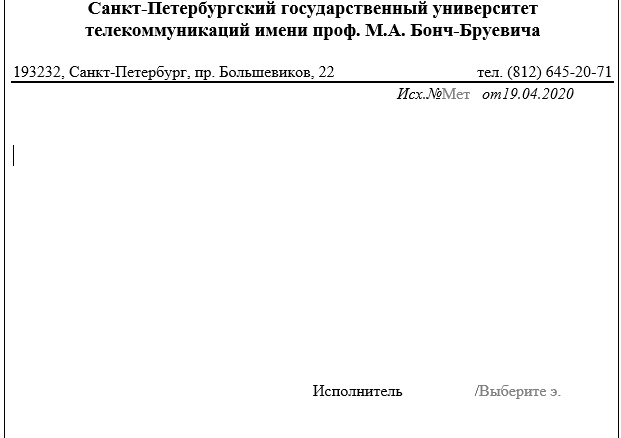 Санкт-Петербургский государственный университет
телекоммуникаций имени проф. М.А. Бонч-Бруевича
193232, Санкт-Петербург, пр. Большевиков, 22 тел. (812) 645-20-71
Исх.№Мет от19.04.2020
Исполнитель /Выберите э.